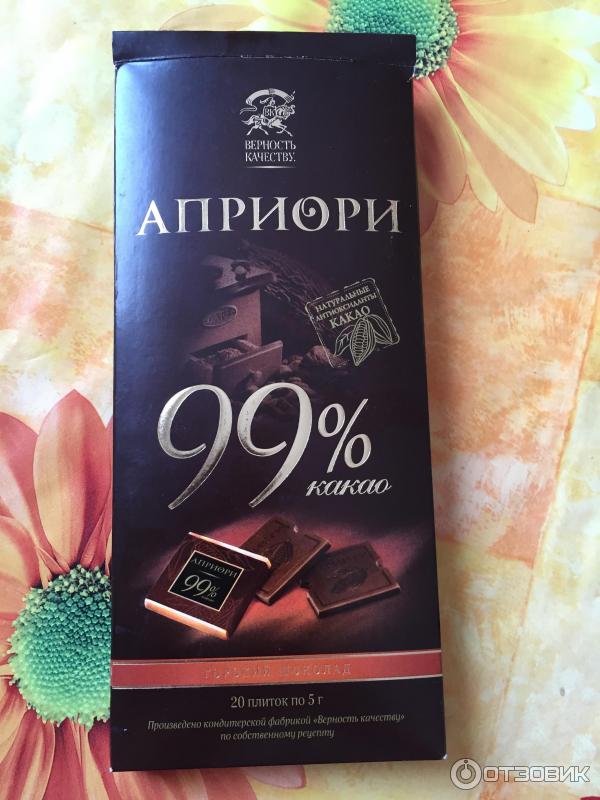 ВЕРНОСТЬ
КАЧЕСТВУ.
АПРИОРИ
НАТУРАЛЬНЫЕ
АНТИОКСИДАНТЫ
КАКАО
99%
какао
АПРИОРИ
99%
ГОРЬКИЙ ШОКОЛАД
20 плиток по 5 г
Произведено кондитерской фабрикой «Верность качеству»
по собственному рецепту
ОТЗОВИК